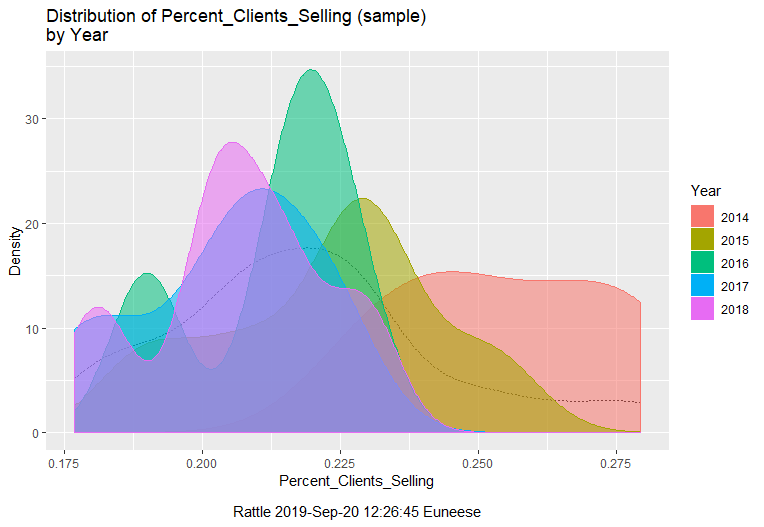 Distribution of Percent_Clients_Selling (sample)
by Year
30
20
10
0
Density
0.175 0.200 0.225 0.250 0.275
Percent_Clients_Selling
Rattle 2019-Sep-20 12:26:45 Euneese
Year
2014
2015
2016
2017
2018